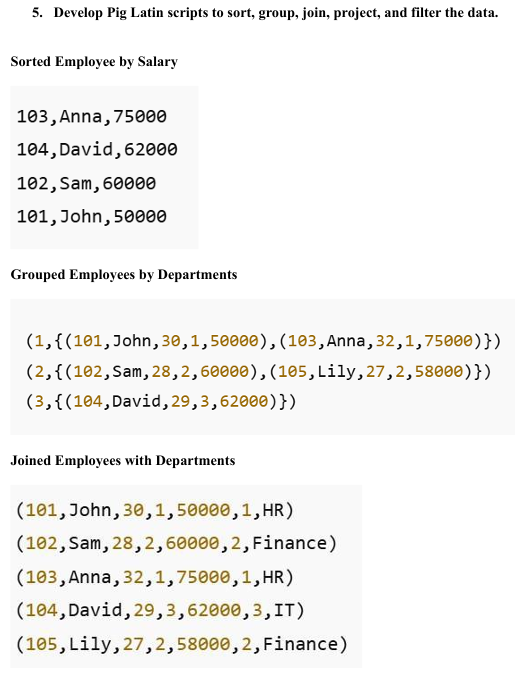 5. Develop Pig Latin scripts to sort, group, join, project, and filter the data.
Sorted Employee by Salary
103,Anna,75000
104,David,62000
102,Sam,60000
101,John,50000
Grouped Employees by Departments
(1,{(101,John,30,1,50000),(103,Anna,32,1,75000)})
(2,{(102,Sam,28,2,60000),(105,Lily,27,2,58000)})
(3,{(104,David,29,3,62000)})
Joined Employees with Departments
(101,John,30,1,50000,1,HR)
(102,Sam,28,2,60000,2,Finance)
(103,Anna,32,1,75000,1,HR)
(104,David,29,3,62000,3,IT)
(105,Lily,27,2,58000,2,Finance)